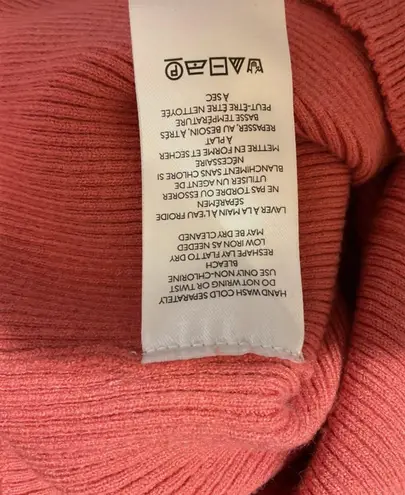 HAND WASH COLD SEPARATELY
DO NOT WRING OR TWIST
USE ONLY NON-CHLORINE
BLEACH
RESHAPE LAY FLAT TO DRY
LOW IRON AS NEEDED
MAY BE DRY CLEANED
LAVER À LA MAIN À L'EAU FROIDE
SÉPARÉMEN
NE PAS TORDRE OU ESSORER
UTILISER UN AGENT DE
BLANCHIMENT SANS CHLORE SI
NÉCESSAIRE
METTRE EN FORME ET SÉCHER
À PLAT
REPASSER, AU BESOIN, À TRÈS
BASSE TEMPÉRATURE
PEUT-ÊTRE ÊTRE NETTOYÉE
À SEC
P